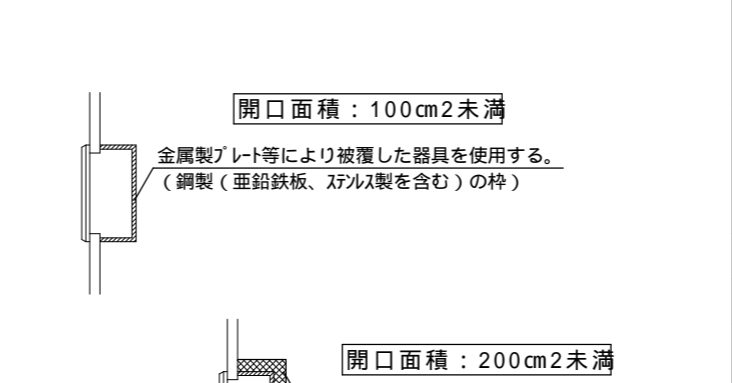 開口面積：100cm2未満
金属製プレート等により被覆した器具を使用する。
（鋼製（亜鉛鉄板、ステンレス製を含む）の枠）
開口面積：200cm2未満